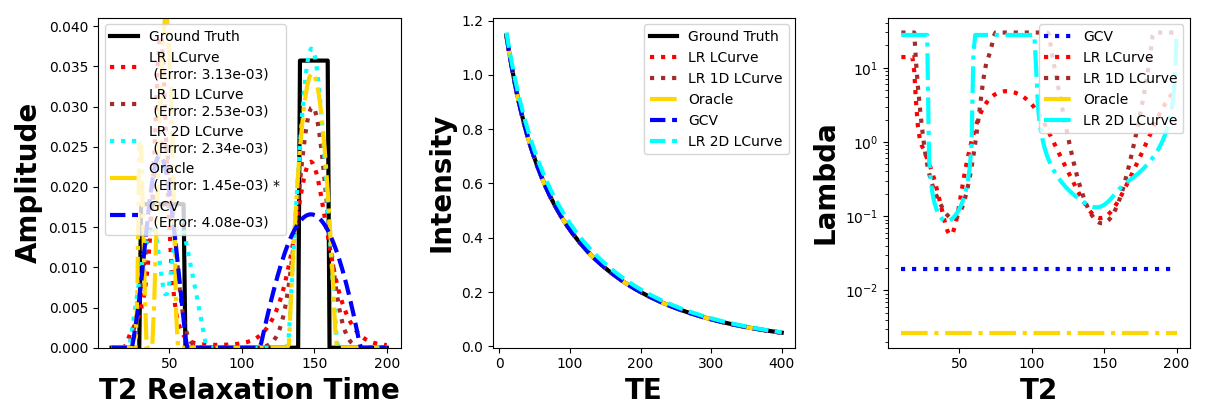 Amplitude
0.040
0.035
0.030
0.025
0.020
0.015
0.010
0.005
0.000
Ground Truth
LR LCurve
(Error: 3.13e-03)
LR 1D LCurve
(Error: 2.53e-03)
LR 2D LCurve
(Error: 2.34e-03)
Oracle
(Error: 1.45e-03) *
GCV
(Error: 4.08e-03)
50 100 150 200
T2 Relaxation Time
Intensity
1.2
1.0
0.8
0.6
0.4
0.2
0.0
Ground Truth
LR LCurve
LR 1D LCurve
Oracle
GCV
LR 2D LCurve
0 100 200 300 400
TE
Lambda
10¹
10⁰
10⁻¹
10⁻²
GCV
LR LCurve
LR 1D LCurve
Oracle
LR 2D LCurve
50 100 150 200
T2